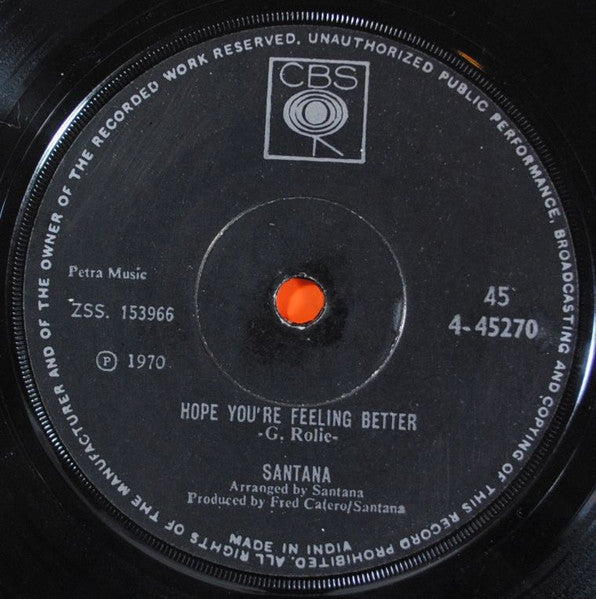 ALL RIGHTS OF THE MANUFACTURER AND OF THE OWNER OF THE RECORDED WORK RESERVED. UNAUTHORIZED PUBLIC PERFORMANCE, BROADCASTING AND COPYING OF THIS RECORD PROHIBITED.
CBS
Petra Music
ZSS. 153966
Ⓟ 1970
45
4-45270
HOPE YOU'RE FEELING BETTER
-G. Rolie-
SANTANA
Arranged by Santana
Produced by Fred Catero/Santana
MADE IN INDIA